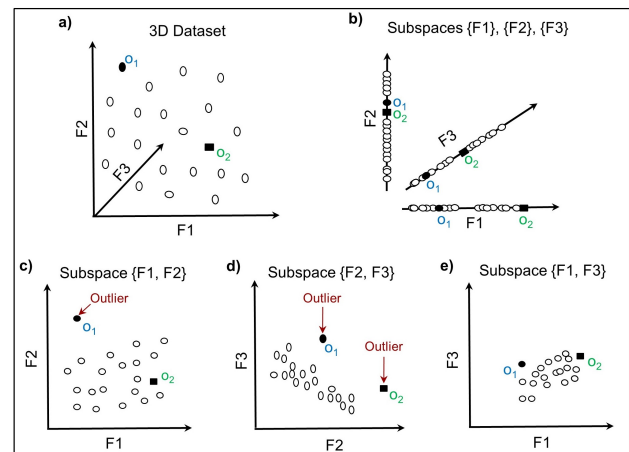 a) 3D Dataset
o1
F2
F3
o2
F1
b) Subspaces {F1}, {F2}, {F3}
F2
o1
o2
F3
o1
o2
o1
F1
o2
c) Subspace {F1, F2}
Outlier
o1
F2
o2
F1
d) Subspace {F2, F3}
Outlier
o1
Outlier
F3
o2
F2
e) Subspace {F1, F3}
F3
o1
o2
F1